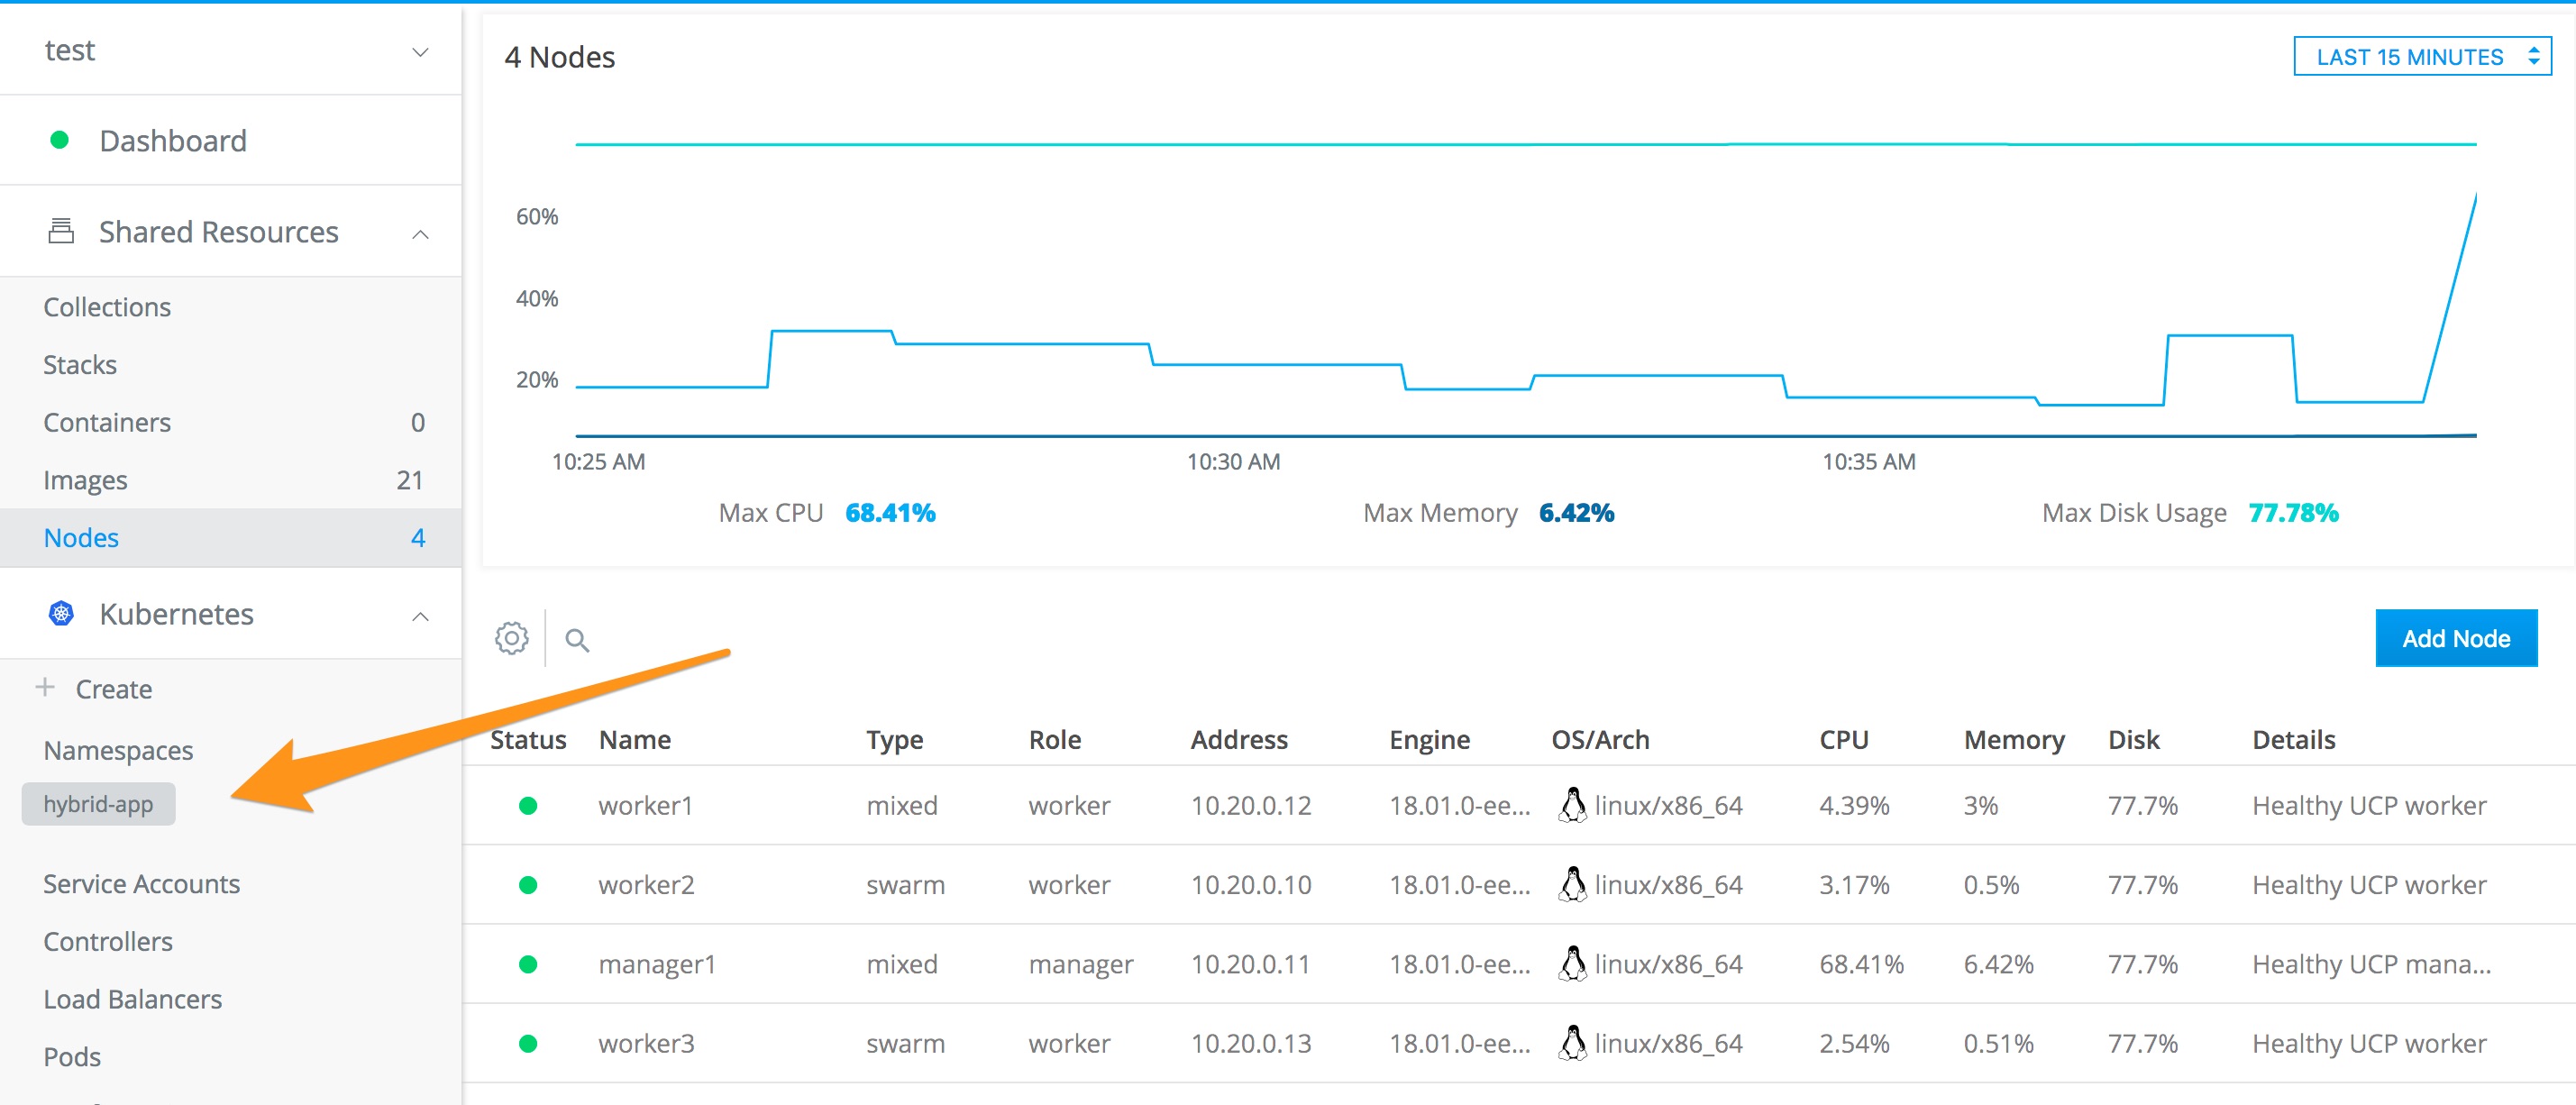 test
Dashboard
Shared Resources
Collections
Stacks
Containers 0
Images 21
Nodes 4
Kubernetes
+ Create
Namespaces
hybrid-app
Service Accounts
Controllers
Load Balancers
Pods
4 Nodes
LAST 15 MINUTES
60%
40%
20%
10:25 AM 10:30 AM 10:35 AM
Max CPU 68.41% Max Memory 6.42% Max Disk Usage 77.78%
Add Node
Status Name Type Role Address Engine OS/Arch CPU Memory Disk Details
worker1 mixed worker 10.20.0.12 18.01.0-ee... linux/x86_64 4.39% 3% 77.7% Healthy UCP worker
worker2 swarm worker 10.20.0.10 18.01.0-ee... linux/x86_64 3.17% 0.5% 77.7% Healthy UCP worker
manager1 mixed manager 10.20.0.11 18.01.0-ee... linux/x86_64 68.41% 6.42% 77.7% Healthy UCP mana...
worker3 swarm worker 10.20.0.13 18.01.0-ee... linux/x86_64 2.54% 0.51% 77.7% Healthy UCP worker